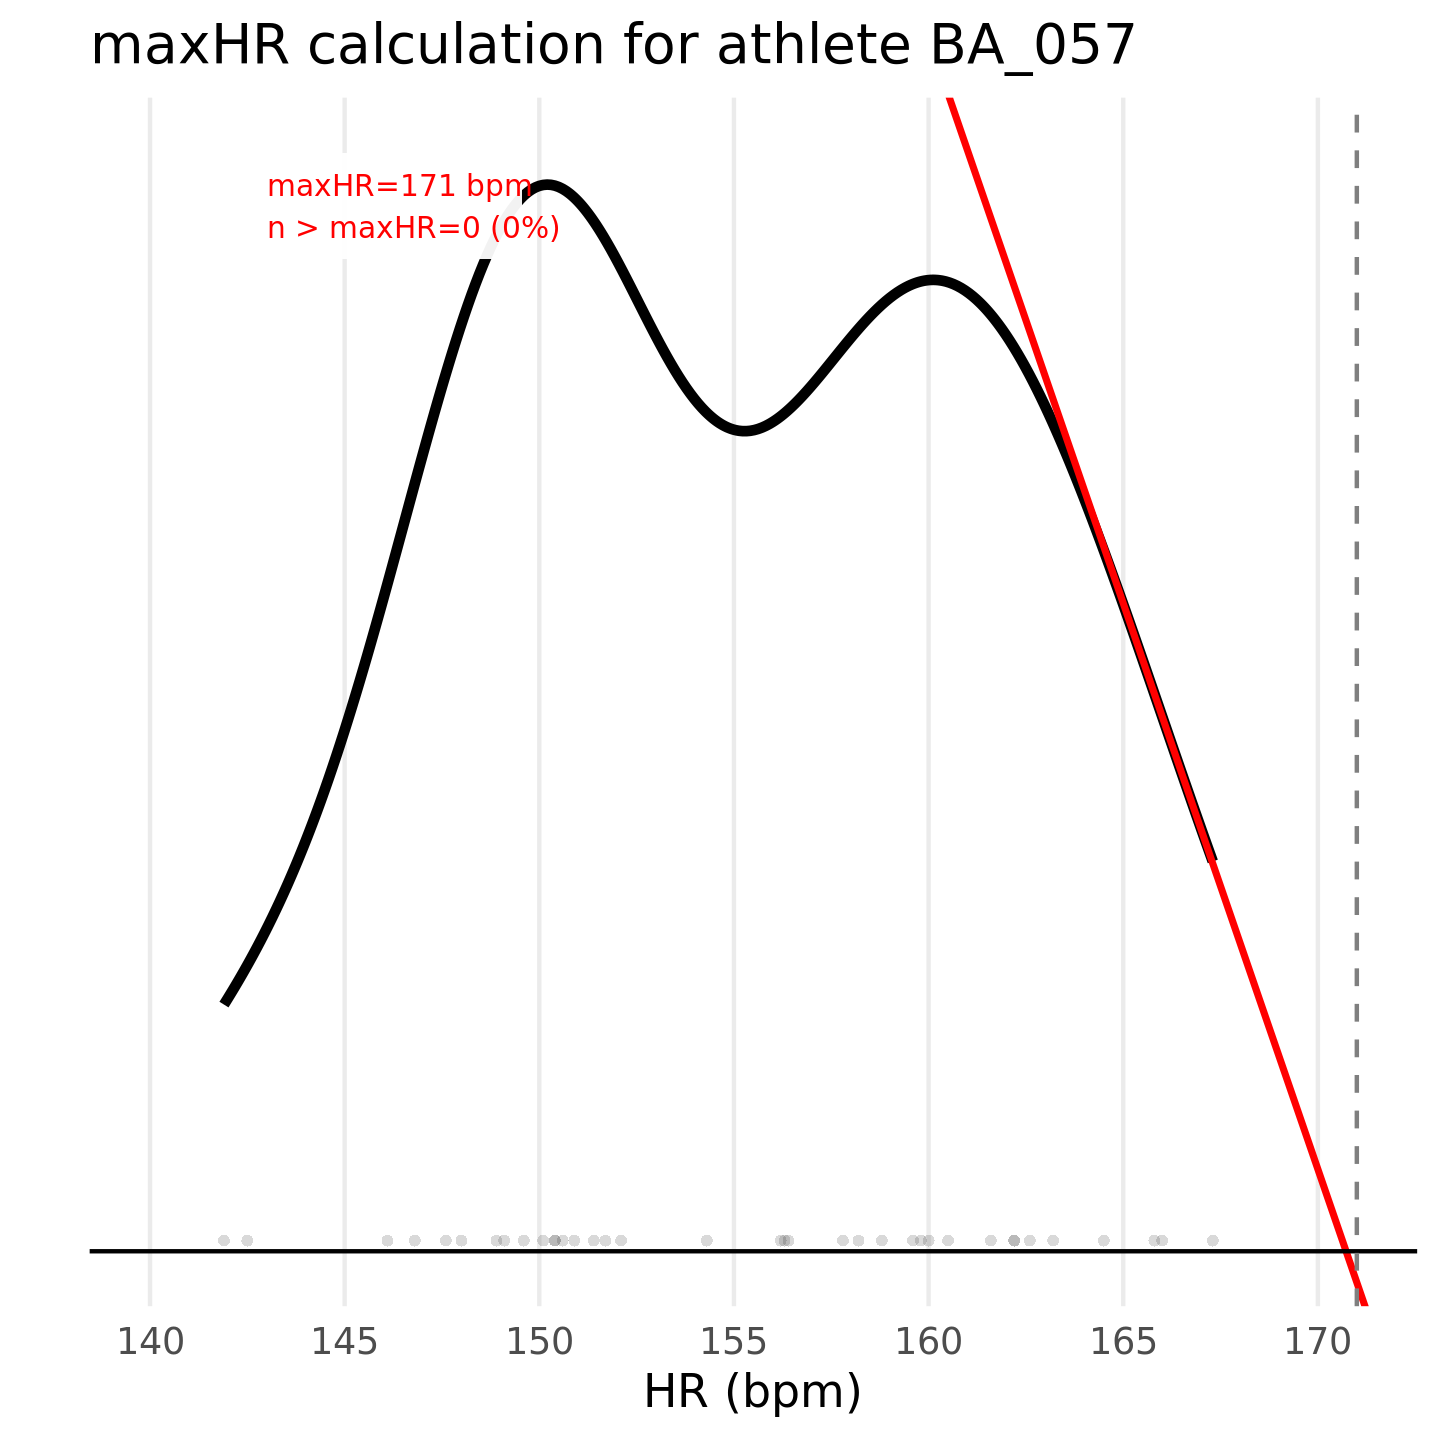 maxHR calculation for athlete BA_057
maxHR=171 bpm
n > maxHR=0 (0%)
140 145 150 155 160 165 170
HR (bpm)